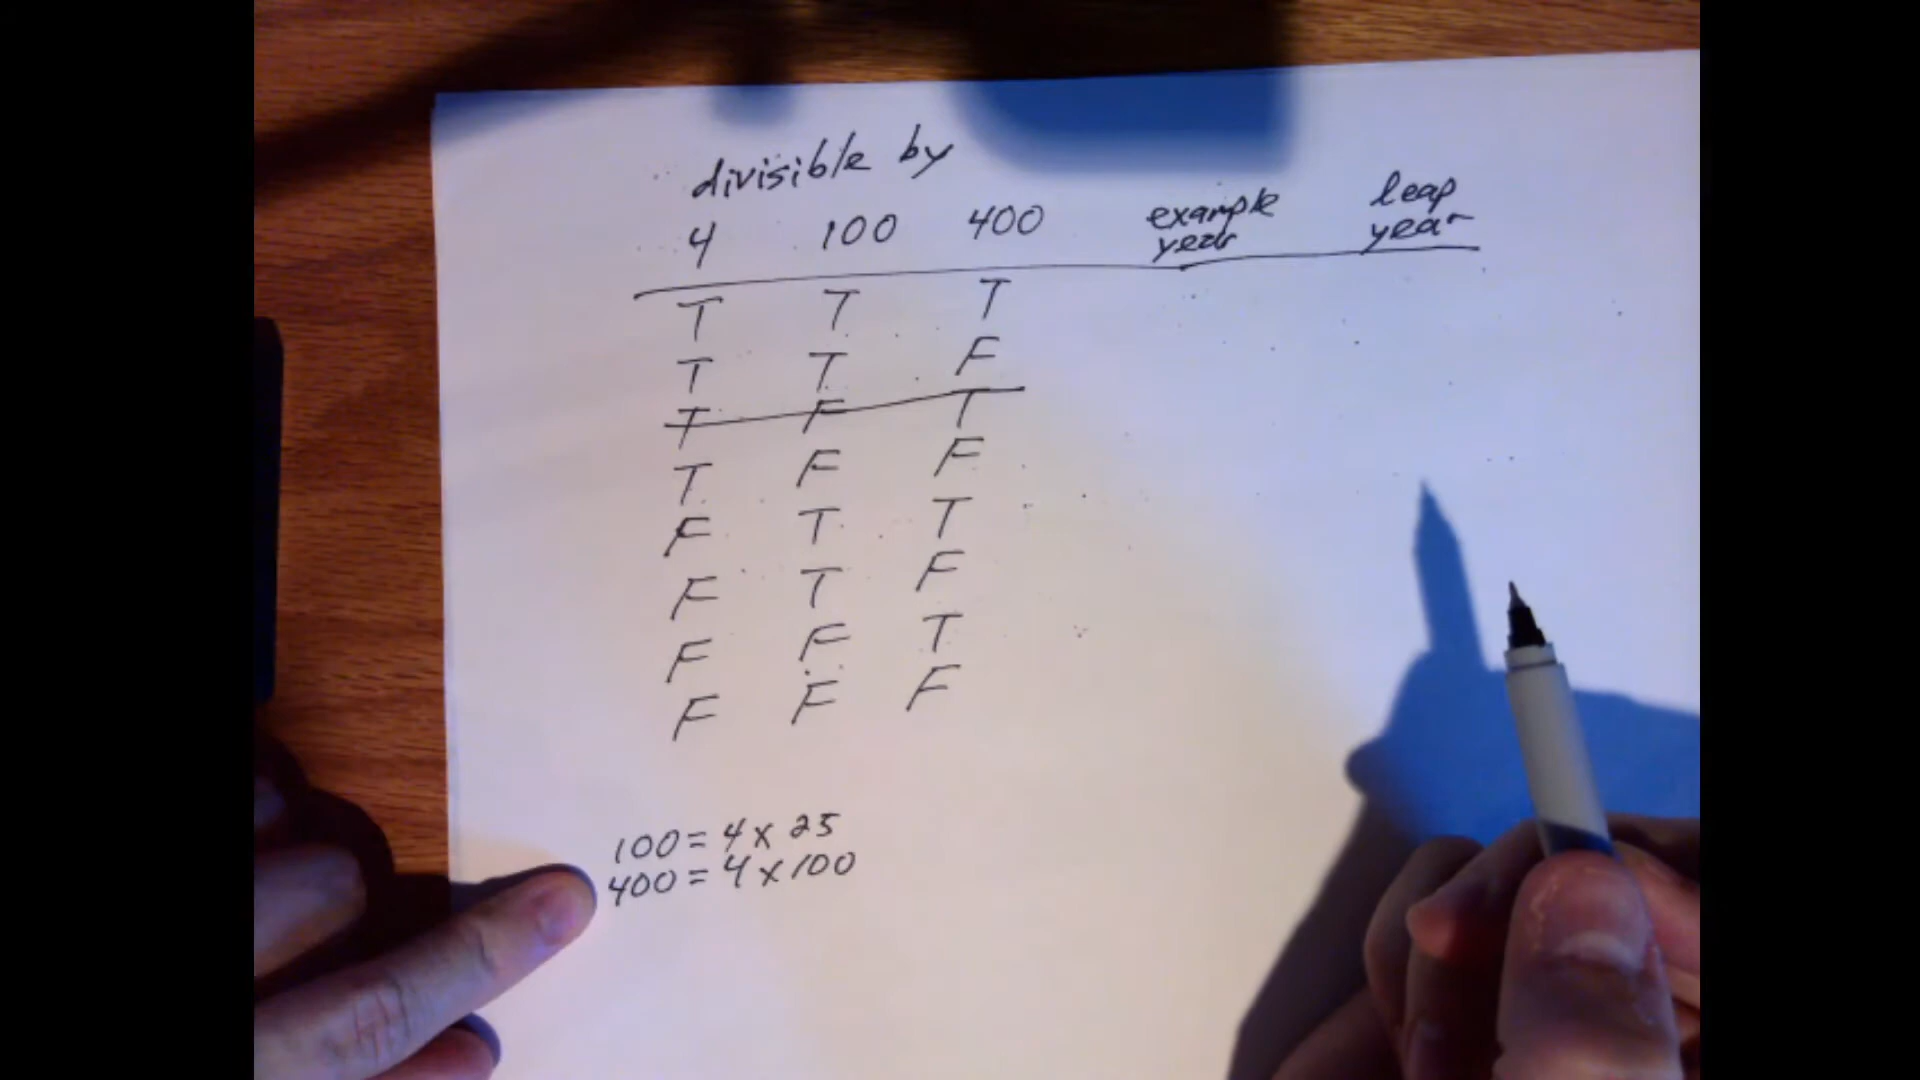 divisible by
4 100 400 example year leap year
T T T
T T F
T F T
T F F
F T T
F T F
F F T
F F F
100 = 4 x 25
400 = 4 x 100